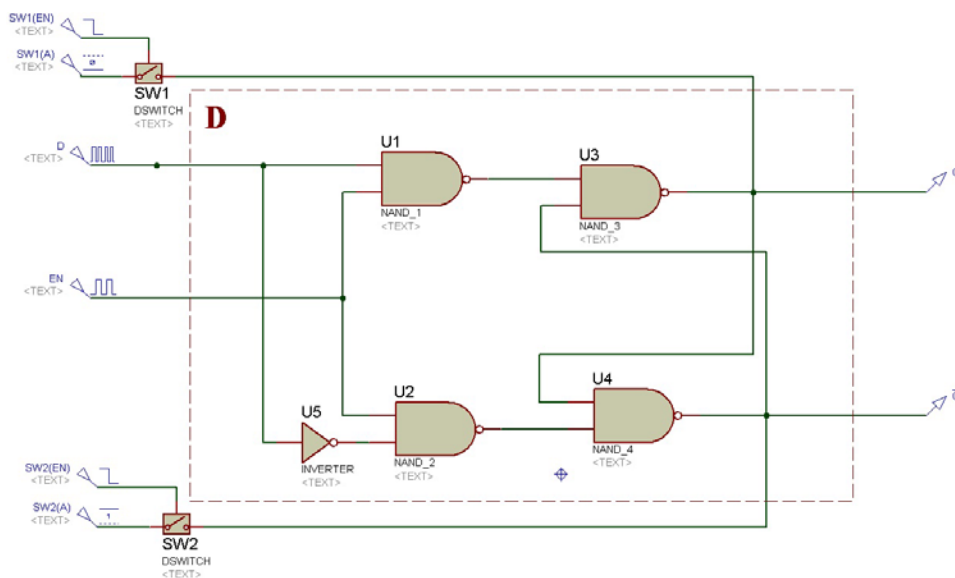 SW1(EN)
<TEXT>
SW1(A)
<TEXT>
SW1
DSWITCH
<TEXT>
D
D
<TEXT>
U1
NAND_1
<TEXT>
U3
NAND_3
<TEXT>
EN
<TEXT>
U5
INVERTER
<TEXT>
U2
NAND_2
<TEXT>
U4
NAND_4
<TEXT>
SW2(EN)
<TEXT>
SW2(A)
<TEXT>
1
SW2
DSWITCH
<TEXT>